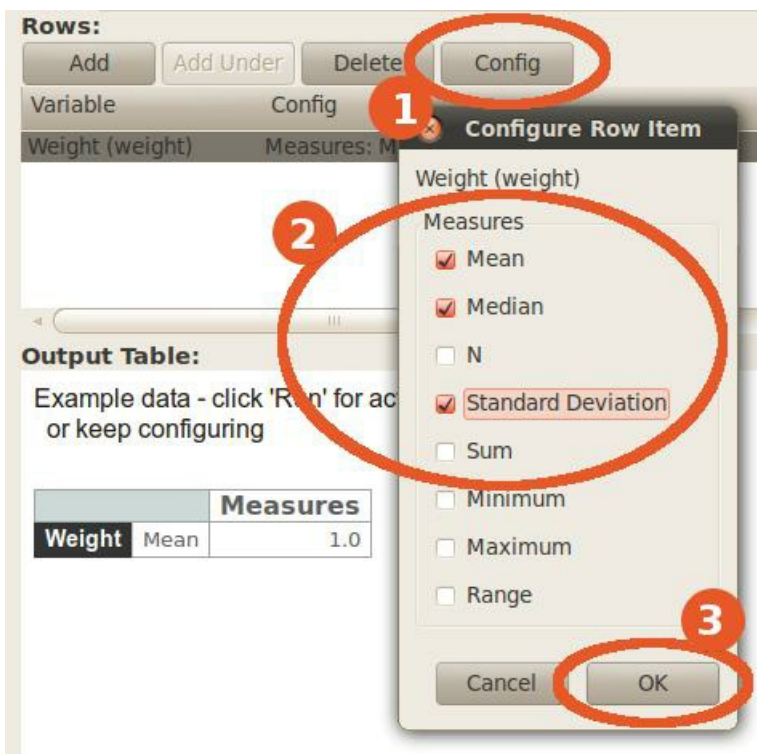 Rows:
Add Add Under Delete Config
Variable Config
Weight (weight) Measures: M
1
Configure Row Item
Weight (weight)
Measures
2
Mean
Median
N
Standard Deviation
Sum
Minimum
Maximum
Range
3
Cancel OK
Output Table:
Example data - click 'Run' for ac
or keep configuring
Measures
Weight Mean 1.0